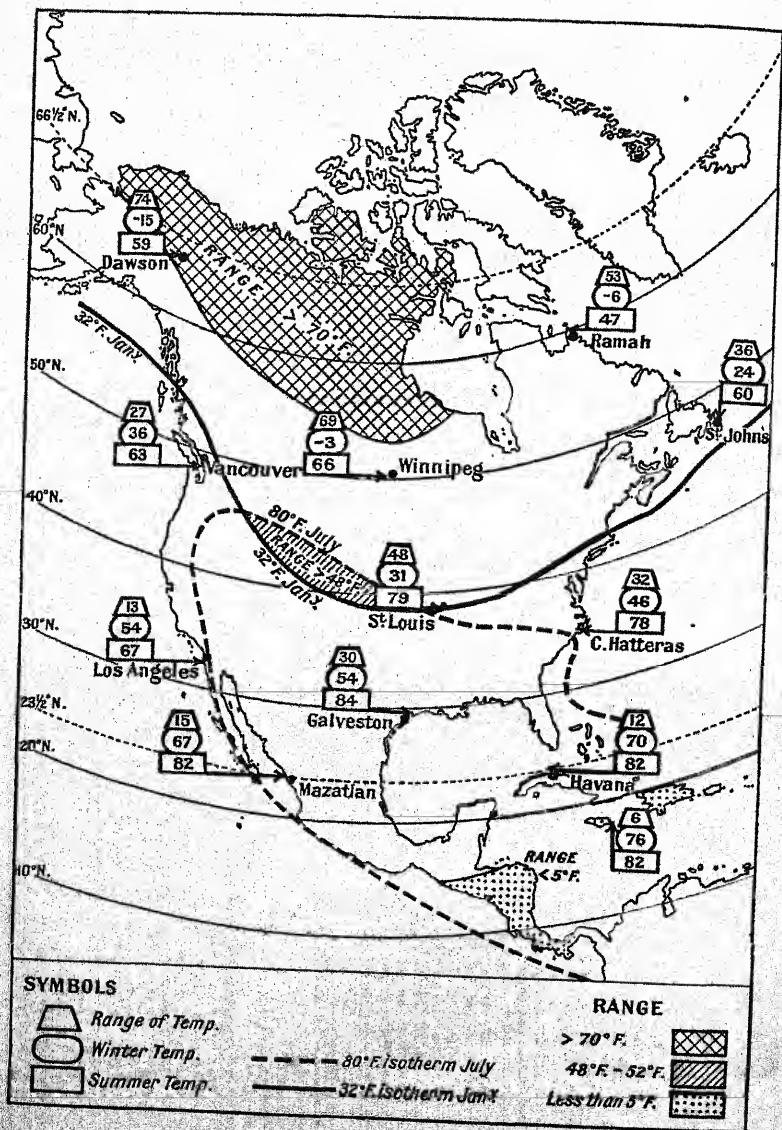 66½°N.
74
-15
59
Dawson
60°N
RANGE
> 70°F.
53
-6
47
Ramah
32°F. Janʸ.
50°N.
36
24
60
St. John's
27
36
63
Vancouver
69
-3
66
Winnipeg
40°N.
80°F. July
RANGE > 48°F
32°F. Janʸ.
48
31
79
St. Louis
32
46
78
C. Hatteras
30°N.
13
54
67
Los Angeles
30
54
84
Galveston
23½°N.
15
67
82
Mazatlan
12
70
82
Havana
20°N.
6
76
82
RANGE
< 5°F.
10°N.
SYMBOLS
Range of Temp.
Winter Temp.
Summer Temp.
80°F. Isotherm July
32°F Isotherm Janʸ
RANGE
> 70°F.
48°F. - 52°F.
Less than 5°F.